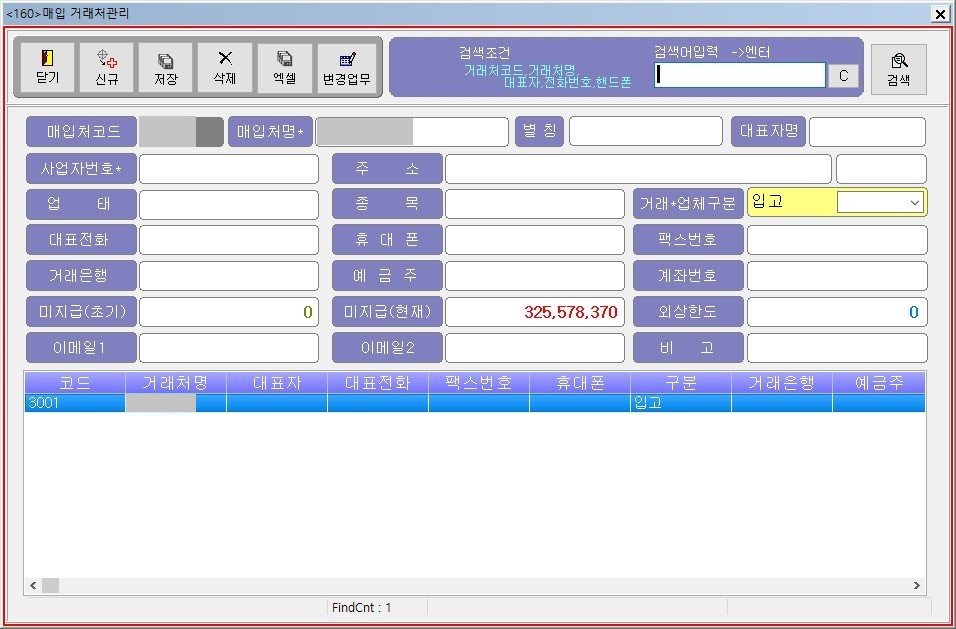 <160>매입 거래처관리
닫기 신규 저장 삭제 엑셀 변경업무
검색조건
거래처코드,거래처명
대표자,전화번호,핸드폰
검색어입력 ->엔터
C
검색
매입처코드 매입처명* 별 칭 대표자명
사업자번호* 주 소
업 태 종 목 거래*업체구분 입고
대표전화 휴 대 폰 팩스번호
거래은행 예 금 주 계좌번호
미지급(초기) 0 미지급(현재) 325,578,370 외상한도 0
이메일1 이메일2 비 고
코드 거래처명 대표자 대표전화 팩스번호 휴대폰 구분 거래은행 예금주
3001 입고
FindCnt : 1